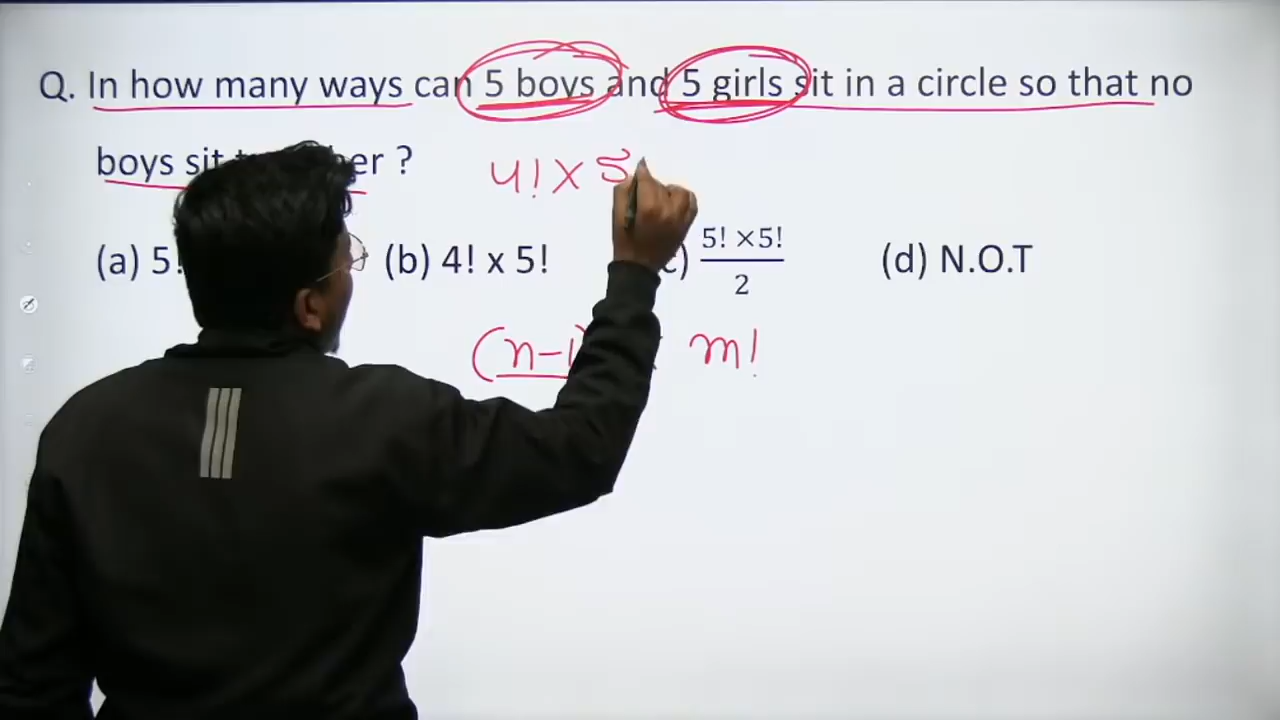 Q. In how many ways can 5 boys and 5 girls sit in a circle so that no
boys sit ?
4! X 5
(a) 5! (b) 4! x 5! 5! ×5!/2 (d) N.O.T
(n-1) m!